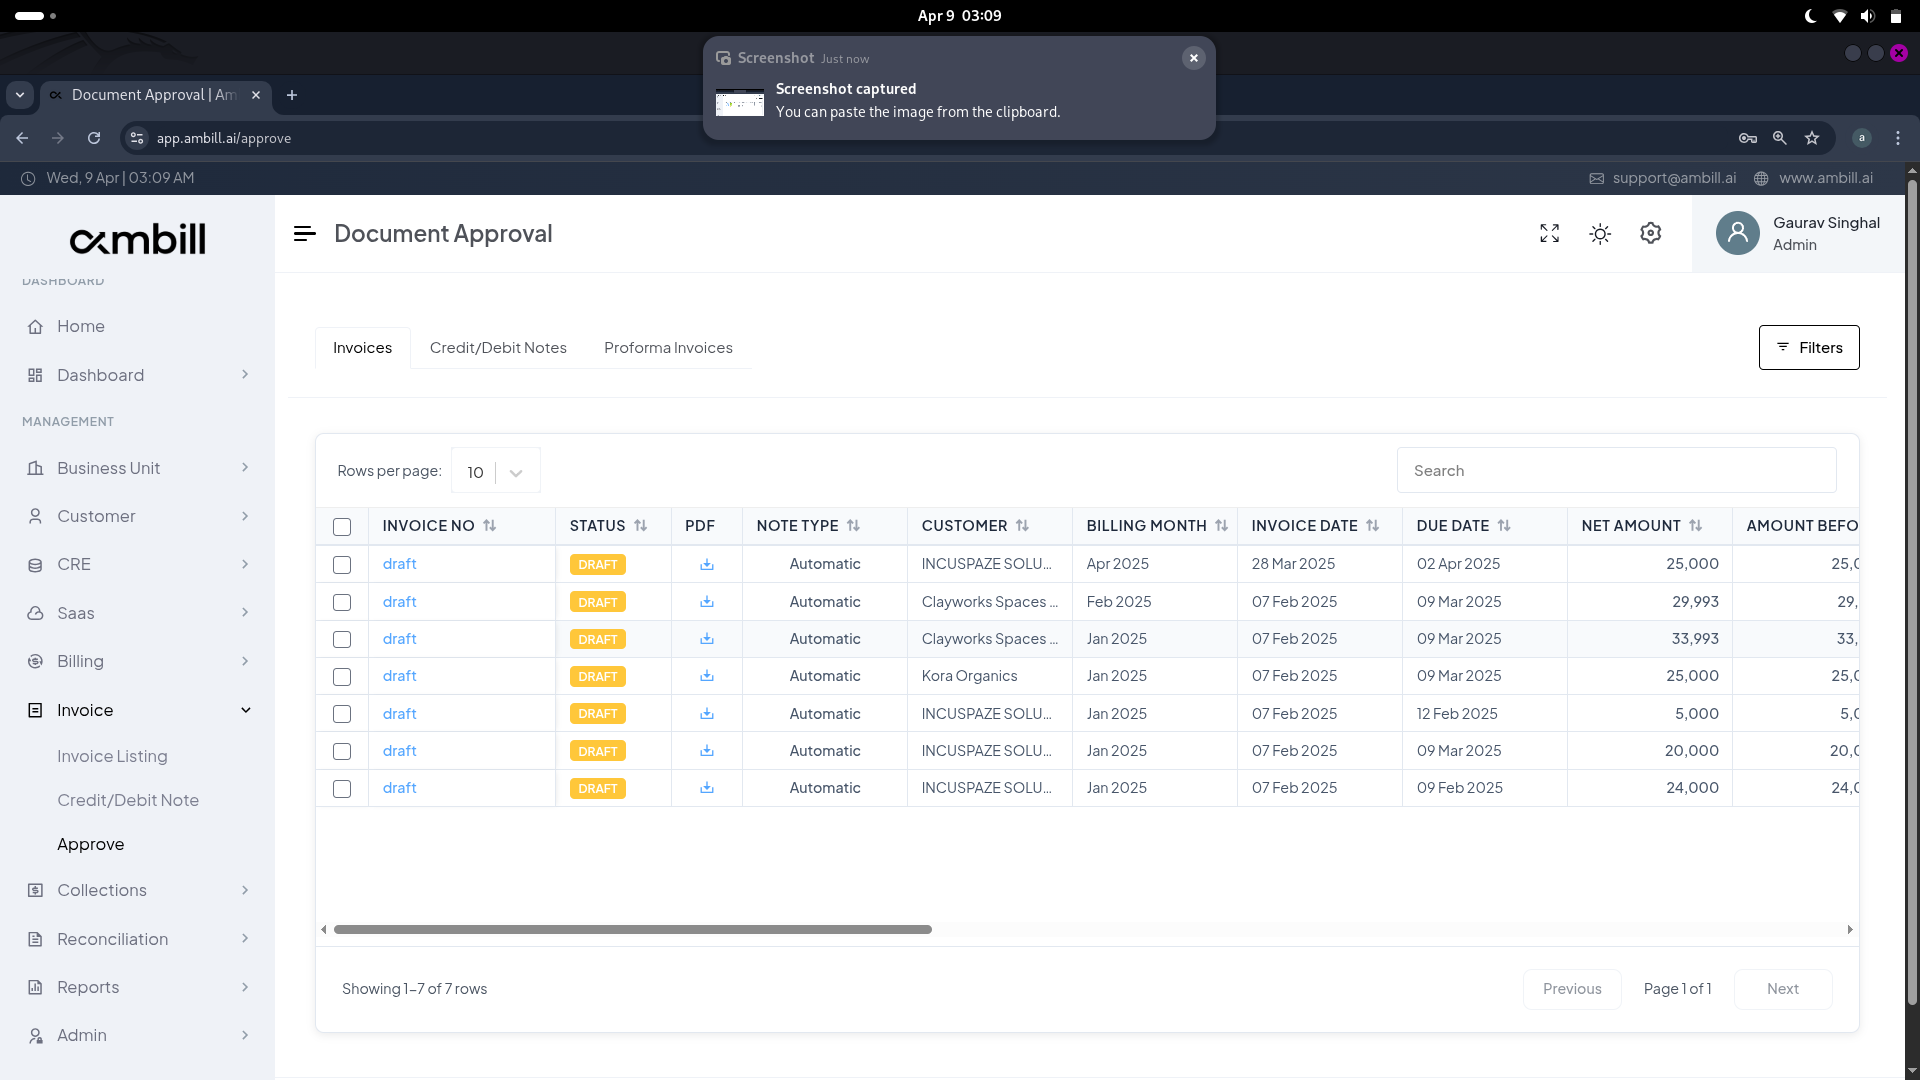 Apr 9 03:09
Screenshot Just now
Screenshot captured
You can paste the image from the clipboard.
Document Approval | Am
app.ambill.ai/approve
a
Wed, 9 Apr | 03:09 AM
support@ambill.ai
www.ambill.ai
ambill
Document Approval
Gaurav Singhal
Admin
DASHBOARD
Home
Dashboard
MANAGEMENT
Business Unit
Customer
CRE
Saas
Billing
Invoice
Invoice Listing
Credit/Debit Note
Approve
Collections
Reconciliation
Reports
Admin
Invoices Credit/Debit Notes Proforma Invoices
Filters
Rows per page: 10
Search
INVOICE NO STATUS PDF NOTE TYPE CUSTOMER BILLING MONTH INVOICE DATE DUE DATE NET AMOUNT AMOUNT BEFO
draft DRAFT Automatic INCUSPAZE SOLU... Apr 2025 28 Mar 2025 02 Apr 2025 25,000 25,0
draft DRAFT Automatic Clayworks Spaces ... Feb 2025 07 Feb 2025 09 Mar 2025 29,993 29,
draft DRAFT Automatic Clayworks Spaces ... Jan 2025 07 Feb 2025 09 Mar 2025 33,993 33,
draft DRAFT Automatic Kora Organics Jan 2025 07 Feb 2025 09 Mar 2025 25,000 25,0
draft DRAFT Automatic INCUSPAZE SOLU... Jan 2025 07 Feb 2025 12 Feb 2025 5,000 5,0
draft DRAFT Automatic INCUSPAZE SOLU... Jan 2025 07 Feb 2025 09 Mar 2025 20,000 20,0
draft DRAFT Automatic INCUSPAZE SOLU... Jan 2025 07 Feb 2025 09 Feb 2025 24,000 24,0
Showing 1–7 of 7 rows
Previous Page 1 of 1 Next